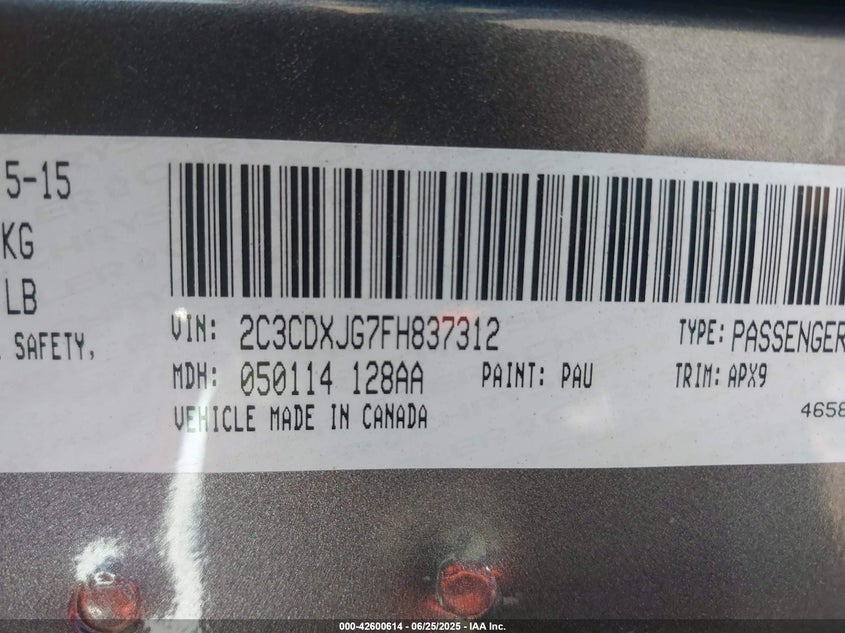 5-15
KG
LB
SAFETY,
VIN: 2C3CDXJG7FH837312 TYPE: PASSENGER
MDH: 050114 128AA PAINT: PAU TRIM: APX9
VEHICLE MADE IN CANADA 4658
000-42600614 - 06/25/2025 - IAA Inc.